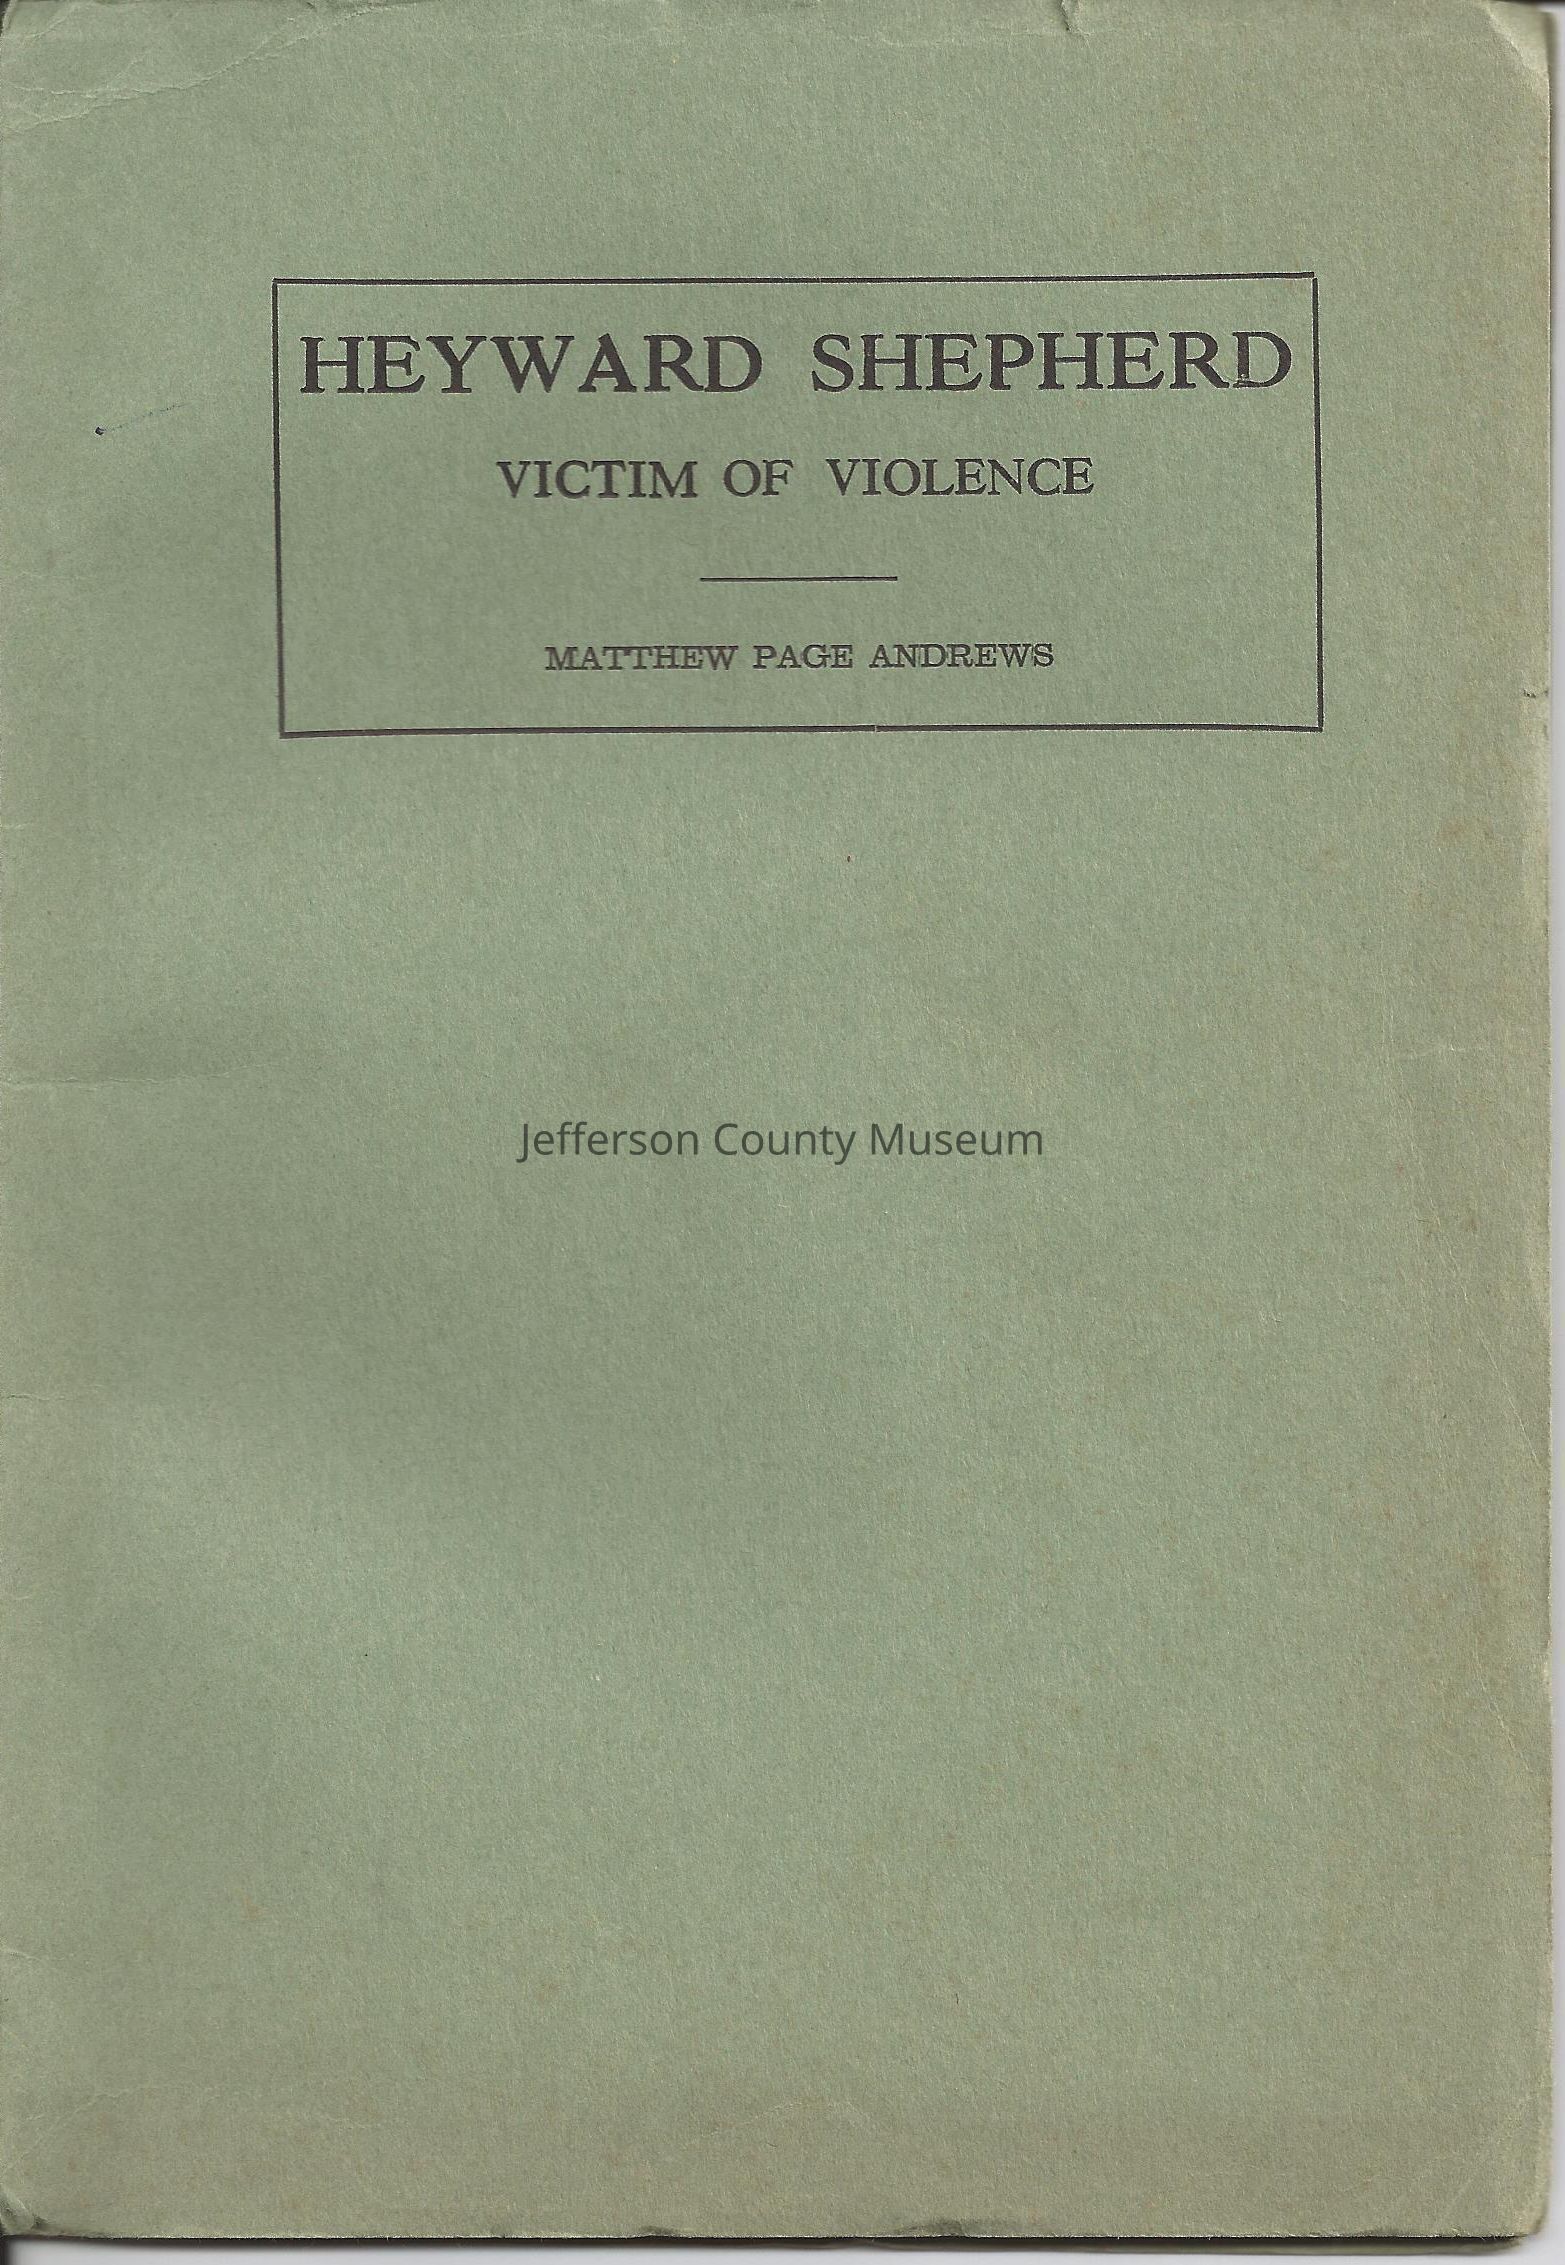 HEYWARD SHEPHERD
VICTIM OF VIOLENCE
MATTHEW PAGE ANDREWS
Jefferson County Museum